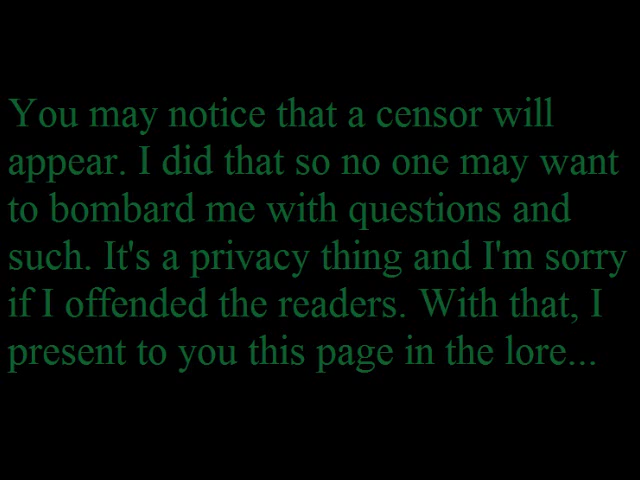 You may notice that a censor will
appear. I did that so no one may want
to bombard me with questions and
such. It's a privacy thing and I'm sorry
if I offended the readers. With that, I
present to you this page in the lore...